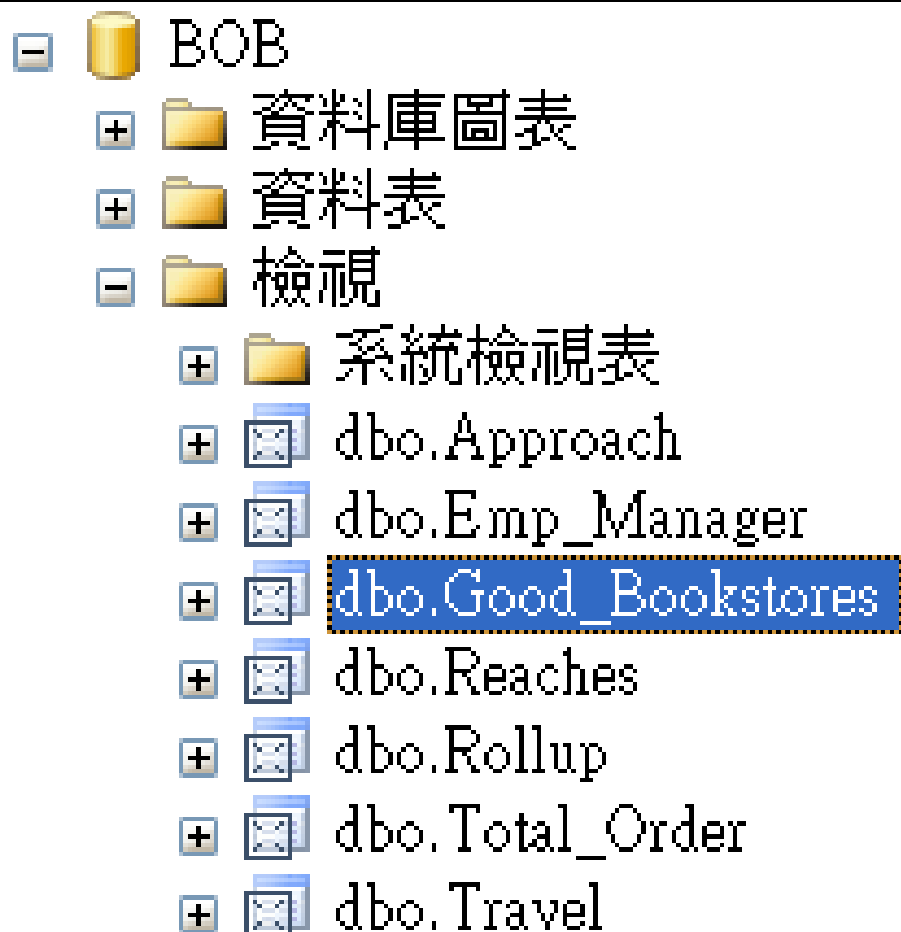 BOB
資料庫圖表
資料表
檢視
系統檢視表
dbo.Approach
dbo.Emp_Manager
dbo.Good_Bookstores
dbo.Reaches
dbo.Rollup
dbo.Total_Order
dbo.Travel